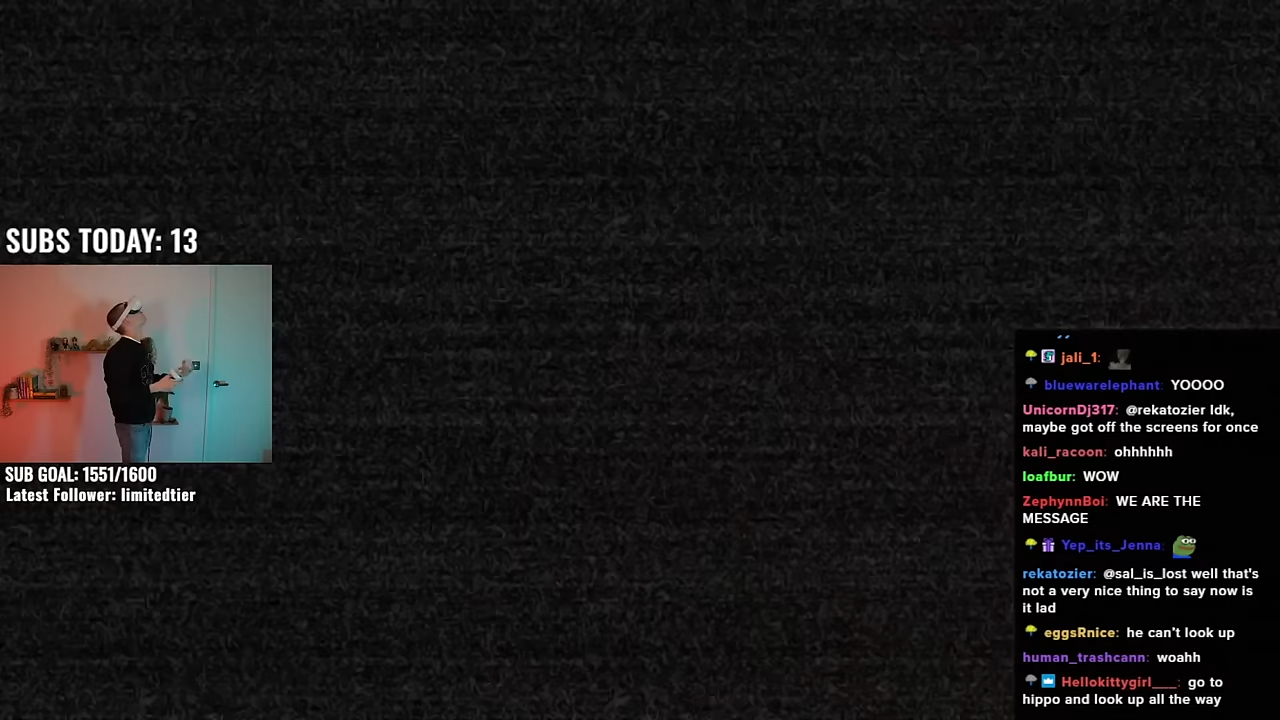 SUBS TODAY: 13
SUB GOAL: 1551/1600
Latest Follower: limitedtier
jali_1:
bluewarelephant: YOOOO
UnicornDj317: @rekatozier Idk,
maybe got off the screens for once
kali_racoon: ohhhhhh
loafbur: WOW
ZephynnBoi: WE ARE THE
MESSAGE
Yep_its_Jenna:
rekatozier: @sal_is_lost well that's
not a very nice thing to say now is
it lad
eggsRnice: he can't look up
human_trashcann: woahh
Hellokittygirl___: go to
hippo and look up all the way